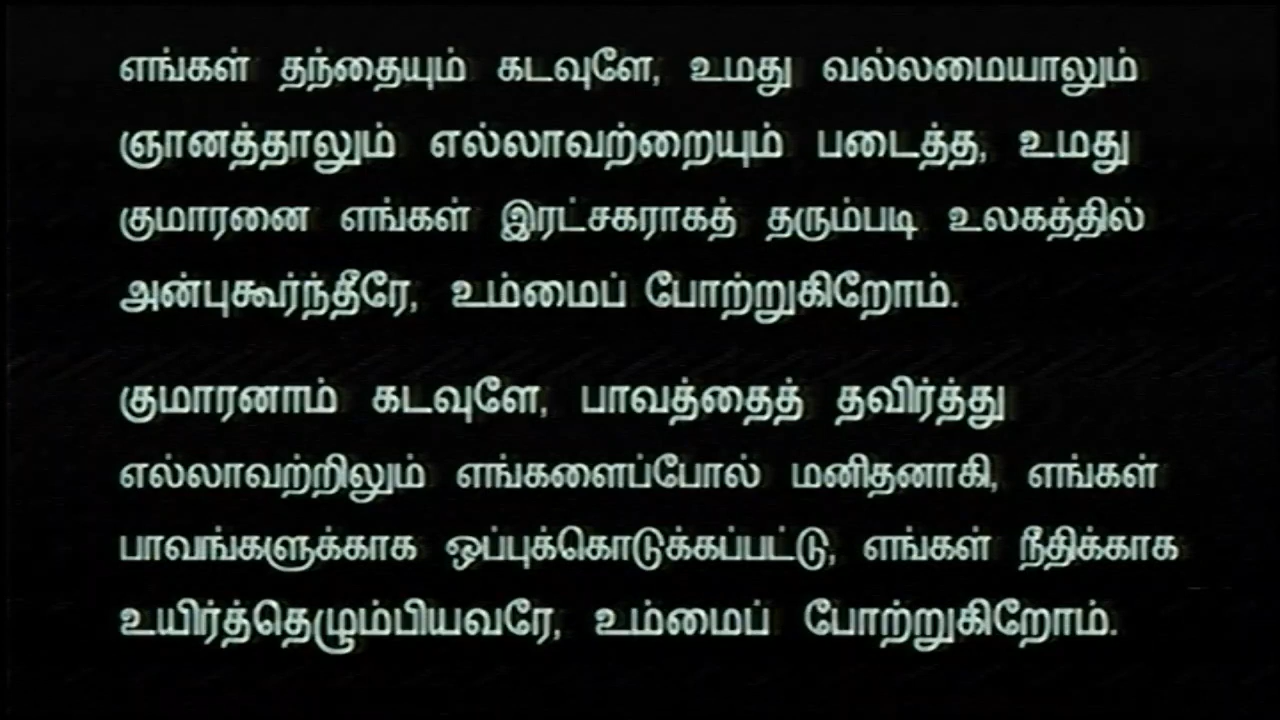 எங்கள் தந்தையும் கடவுளே, உமது வல்லமையாலும்
ஞானத்தாலும் எல்லாவற்றையும் படைத்த, உமது
குமாரனை எங்கள் இரட்சகராகத் தரும்படி உலகத்தில்
அன்புகூர்ந்தீரே, உம்மைப் போற்றுகிறோம்.
குமாரனாம் கடவுளே, பாவத்தைத் தவிர்த்து
எல்லாவற்றிலும் எங்களைப்போல் மனிதனாகி, எங்கள்
பாவங்களுக்காக ஒப்புக்கொடுக்கப்பட்டு, எங்கள் நீதிக்காக
உயிர்த்தெழும்பியவரே, உம்மைப் போற்றுகிறோம்.